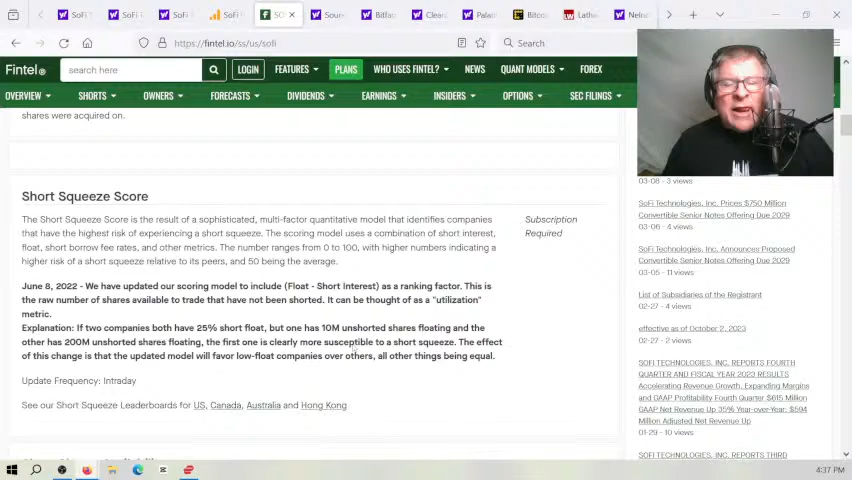 SoFi
SoFi
SoFi
SoFi
SO
Sour
Bitfa
Clean
Palan
Bitco
Lath
https://fintel.io/ss/us/sofi
Search
Fintel
search here
LOGIN
FEATURES
PLANS
WHO USES FINTEL?
NEWS
QUANT MODELS
FOREX
OVERVIEW
SHORTS
OWNERS
FORECASTS
DIVIDENDS
EARNINGS
INSIDERS
OPTIONS
SEC FILINGS
shares were acquired on.
Short Squeeze Score
The Short Squeeze Score is the result of a sophisticated, multi-factor quantitative model that identifies companies
that have the highest risk of experiencing a short squeeze. The scoring model uses a combination of short interest,
float, short borrow fee rates, and other metrics. The number ranges from 0 to 100, with higher numbers indicating a
higher risk of a short squeeze relative to its peers, and 50 being the average.
Subscription
Required
June 8, 2022 - We have updated our scoring model to include (Float - Short Interest) as a ranking factor. This is
the raw number of shares available to trade that have not been shorted. It can be thought of as a "utilization"
metric.
Explanation: If two companies both have 25% short float, but one has 10M unshorted shares floating and the
other has 200M unshorted shares floating, the first one is clearly more susceptible to a short squeeze. The effect
of this change is that the updated model will favor low-float companies over others, all other things being equal.
Update Frequency: Intraday
See our Short Squeeze Leaderboards for US, Canada, Australia and Hong Kong
03-08 - 3 views
SoFi Technologies, Inc. Prices $750 Million
Convertible Senior Notes Offering Due 2029
03-06 - 4 views
SoFi Technologies, Inc. Announces Proposed
Convertible Senior Notes Offering Due 2029
03-05 - 11 views
List of Subsidiaries of the Registrant
02-27 - 4 views
effective as of October 2, 2023
02-27 - 2 views
SOFI TECHNOLOGIES, INC. REPORTS FOURTH
QUARTER AND FISCAL YEAR 2023 RESULTS
Accelerating Revenue Growth, Expanding Margins
and GAAP Profitability Fourth Quarter $615 Million
GAAP Net Revenue Up 35% Year-over-Year; $594
Million Adjusted Net Revenue Up
01-29 - 10 views
SOFI TECHNOLOGIES, INC. REPORTS THIRD
4:37 PM